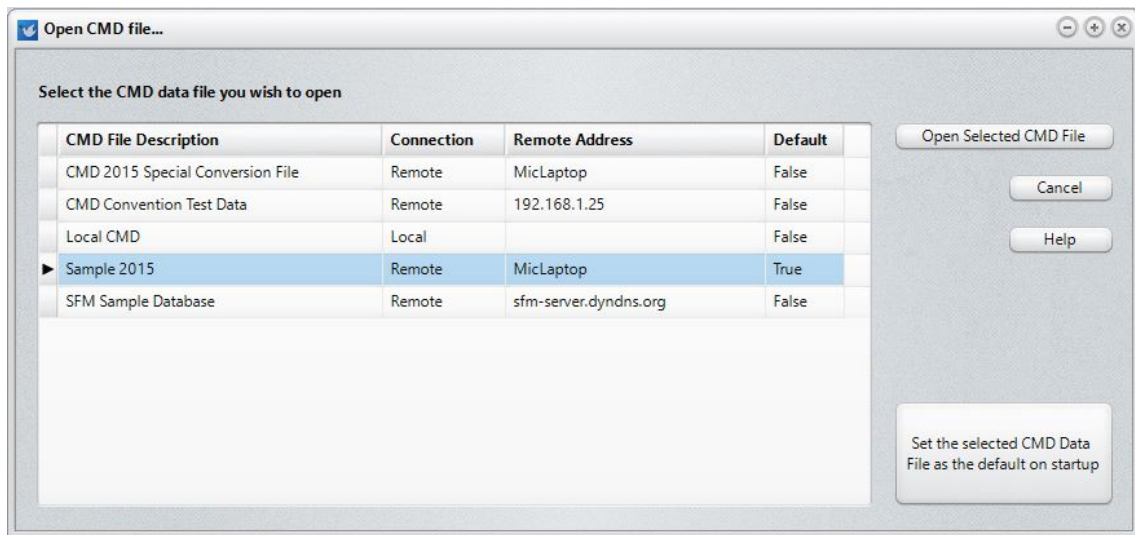 Open CMD file...
Select the CMD data file you wish to open
CMD File Description Connection Remote Address Default
CMD 2015 Special Conversion File Remote MicLaptop False
CMD Convention Test Data Remote 192.168.1.25 False
Local CMD Local False
Sample 2015 Remote MicLaptop True
SFM Sample Database Remote sfm-server.dyndns.org False
Open Selected CMD File
Cancel
Help
Set the selected CMD Data
File as the default on startup